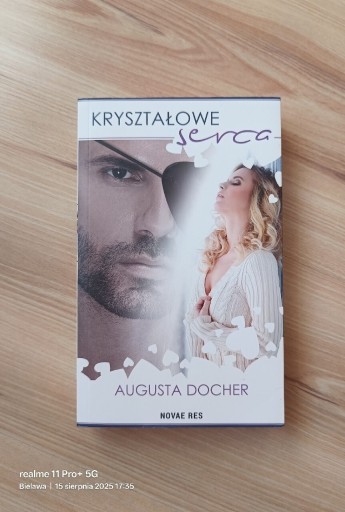 KRYSZTAŁOWE
serca
AUGUSTA DOCHER
NOVAE RES
realme 11 Pro+ 5G
Bielawa | 15 sierpnia 2025 17:35